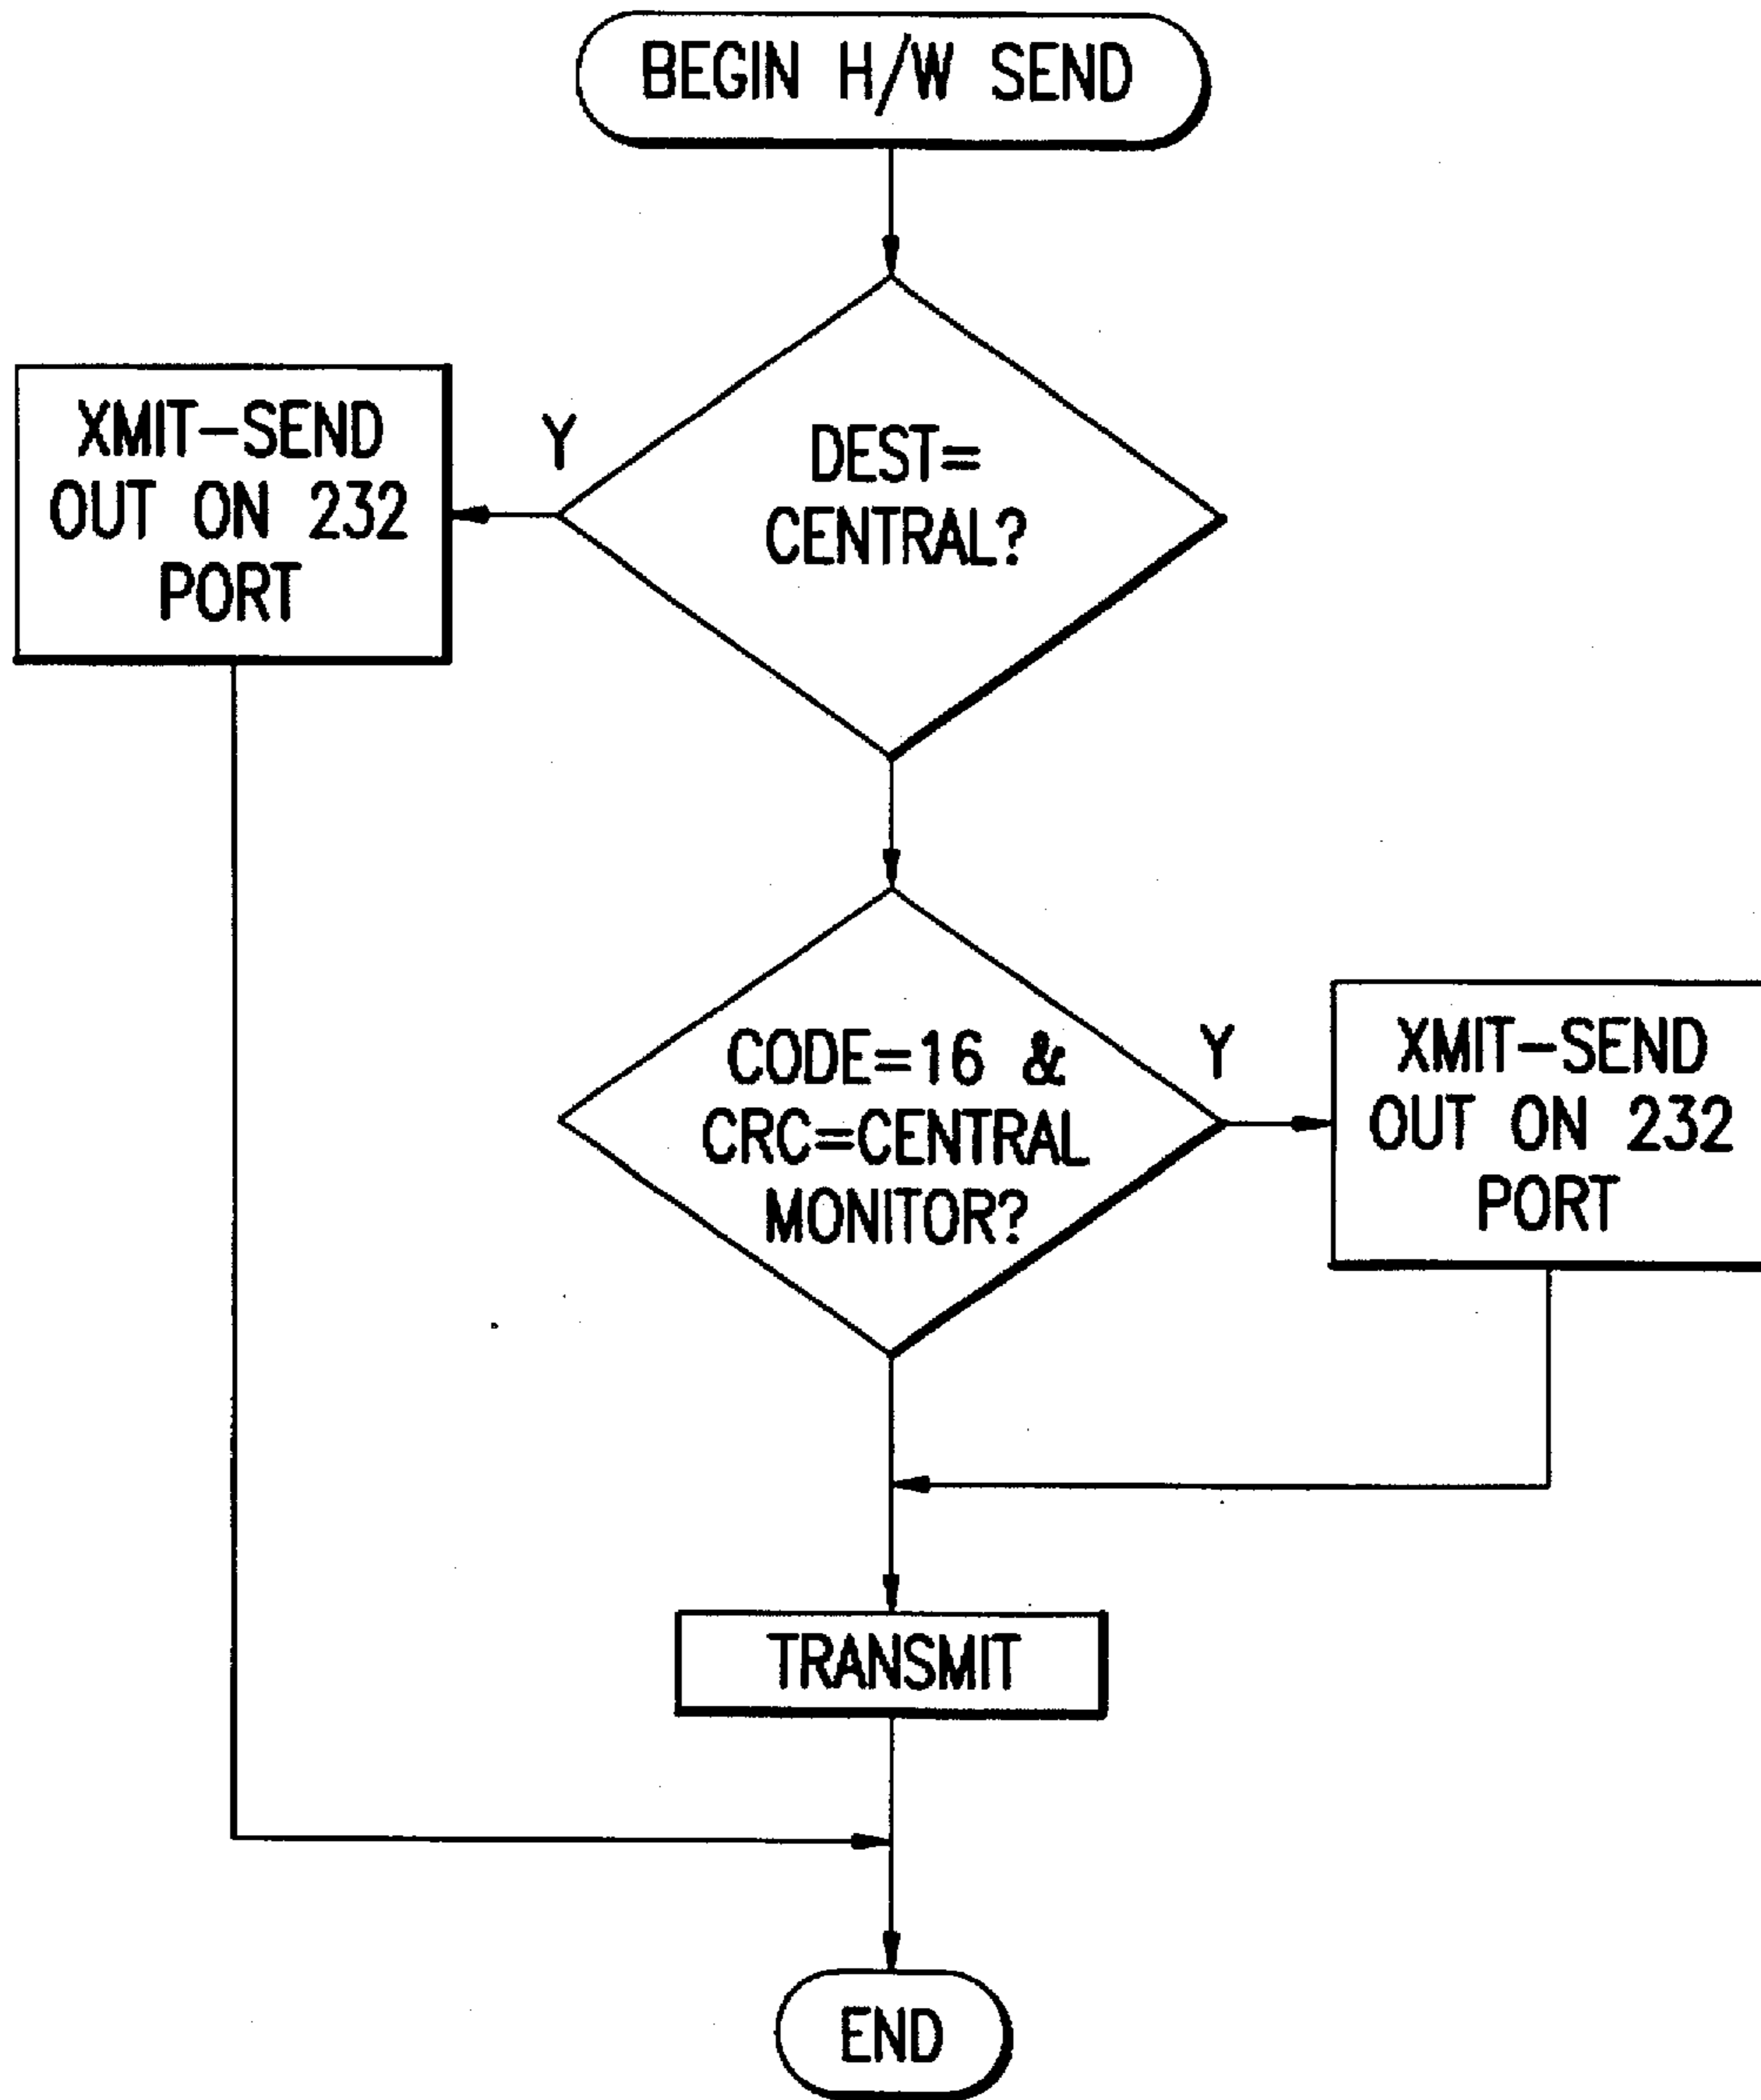 BEGIN H/W SEND
XMIT-SEND
OUT ON 232
PORT
Y
DEST=
CENTRAL?
CODE=16 &
CRC=CENTRAL
MONITOR?
Y
XMIT-SEND
OUT ON 232
PORT
TRANSMIT
END